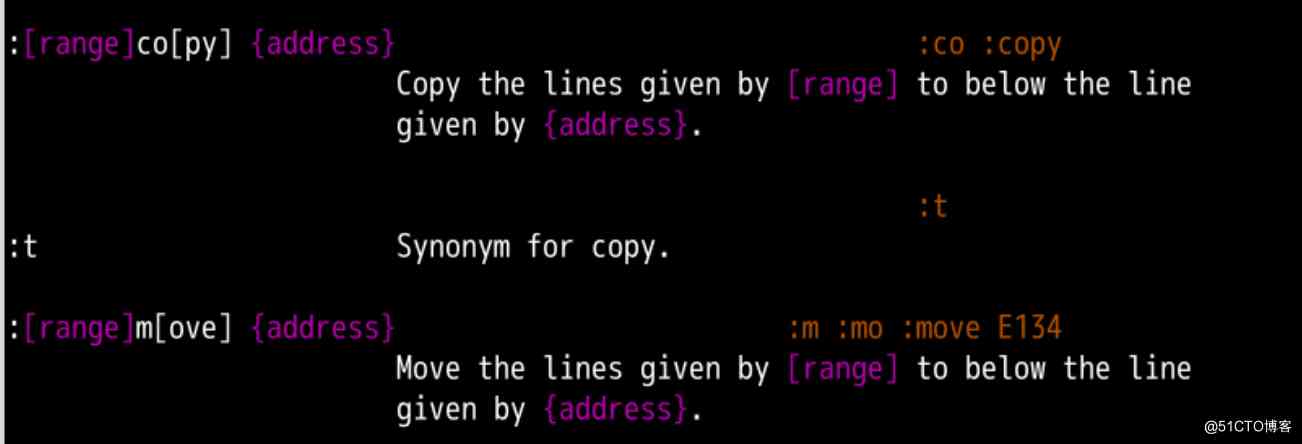 :[range]co[py] {address} :co :copy
Copy the lines given by [range] to below the line
given by {address}.
:t
:t Synonym for copy.
:[range]m[ove] {address} :m :mo :move E134
Move the lines given by [range] to below the line
given by {address}.
@51CTO博客